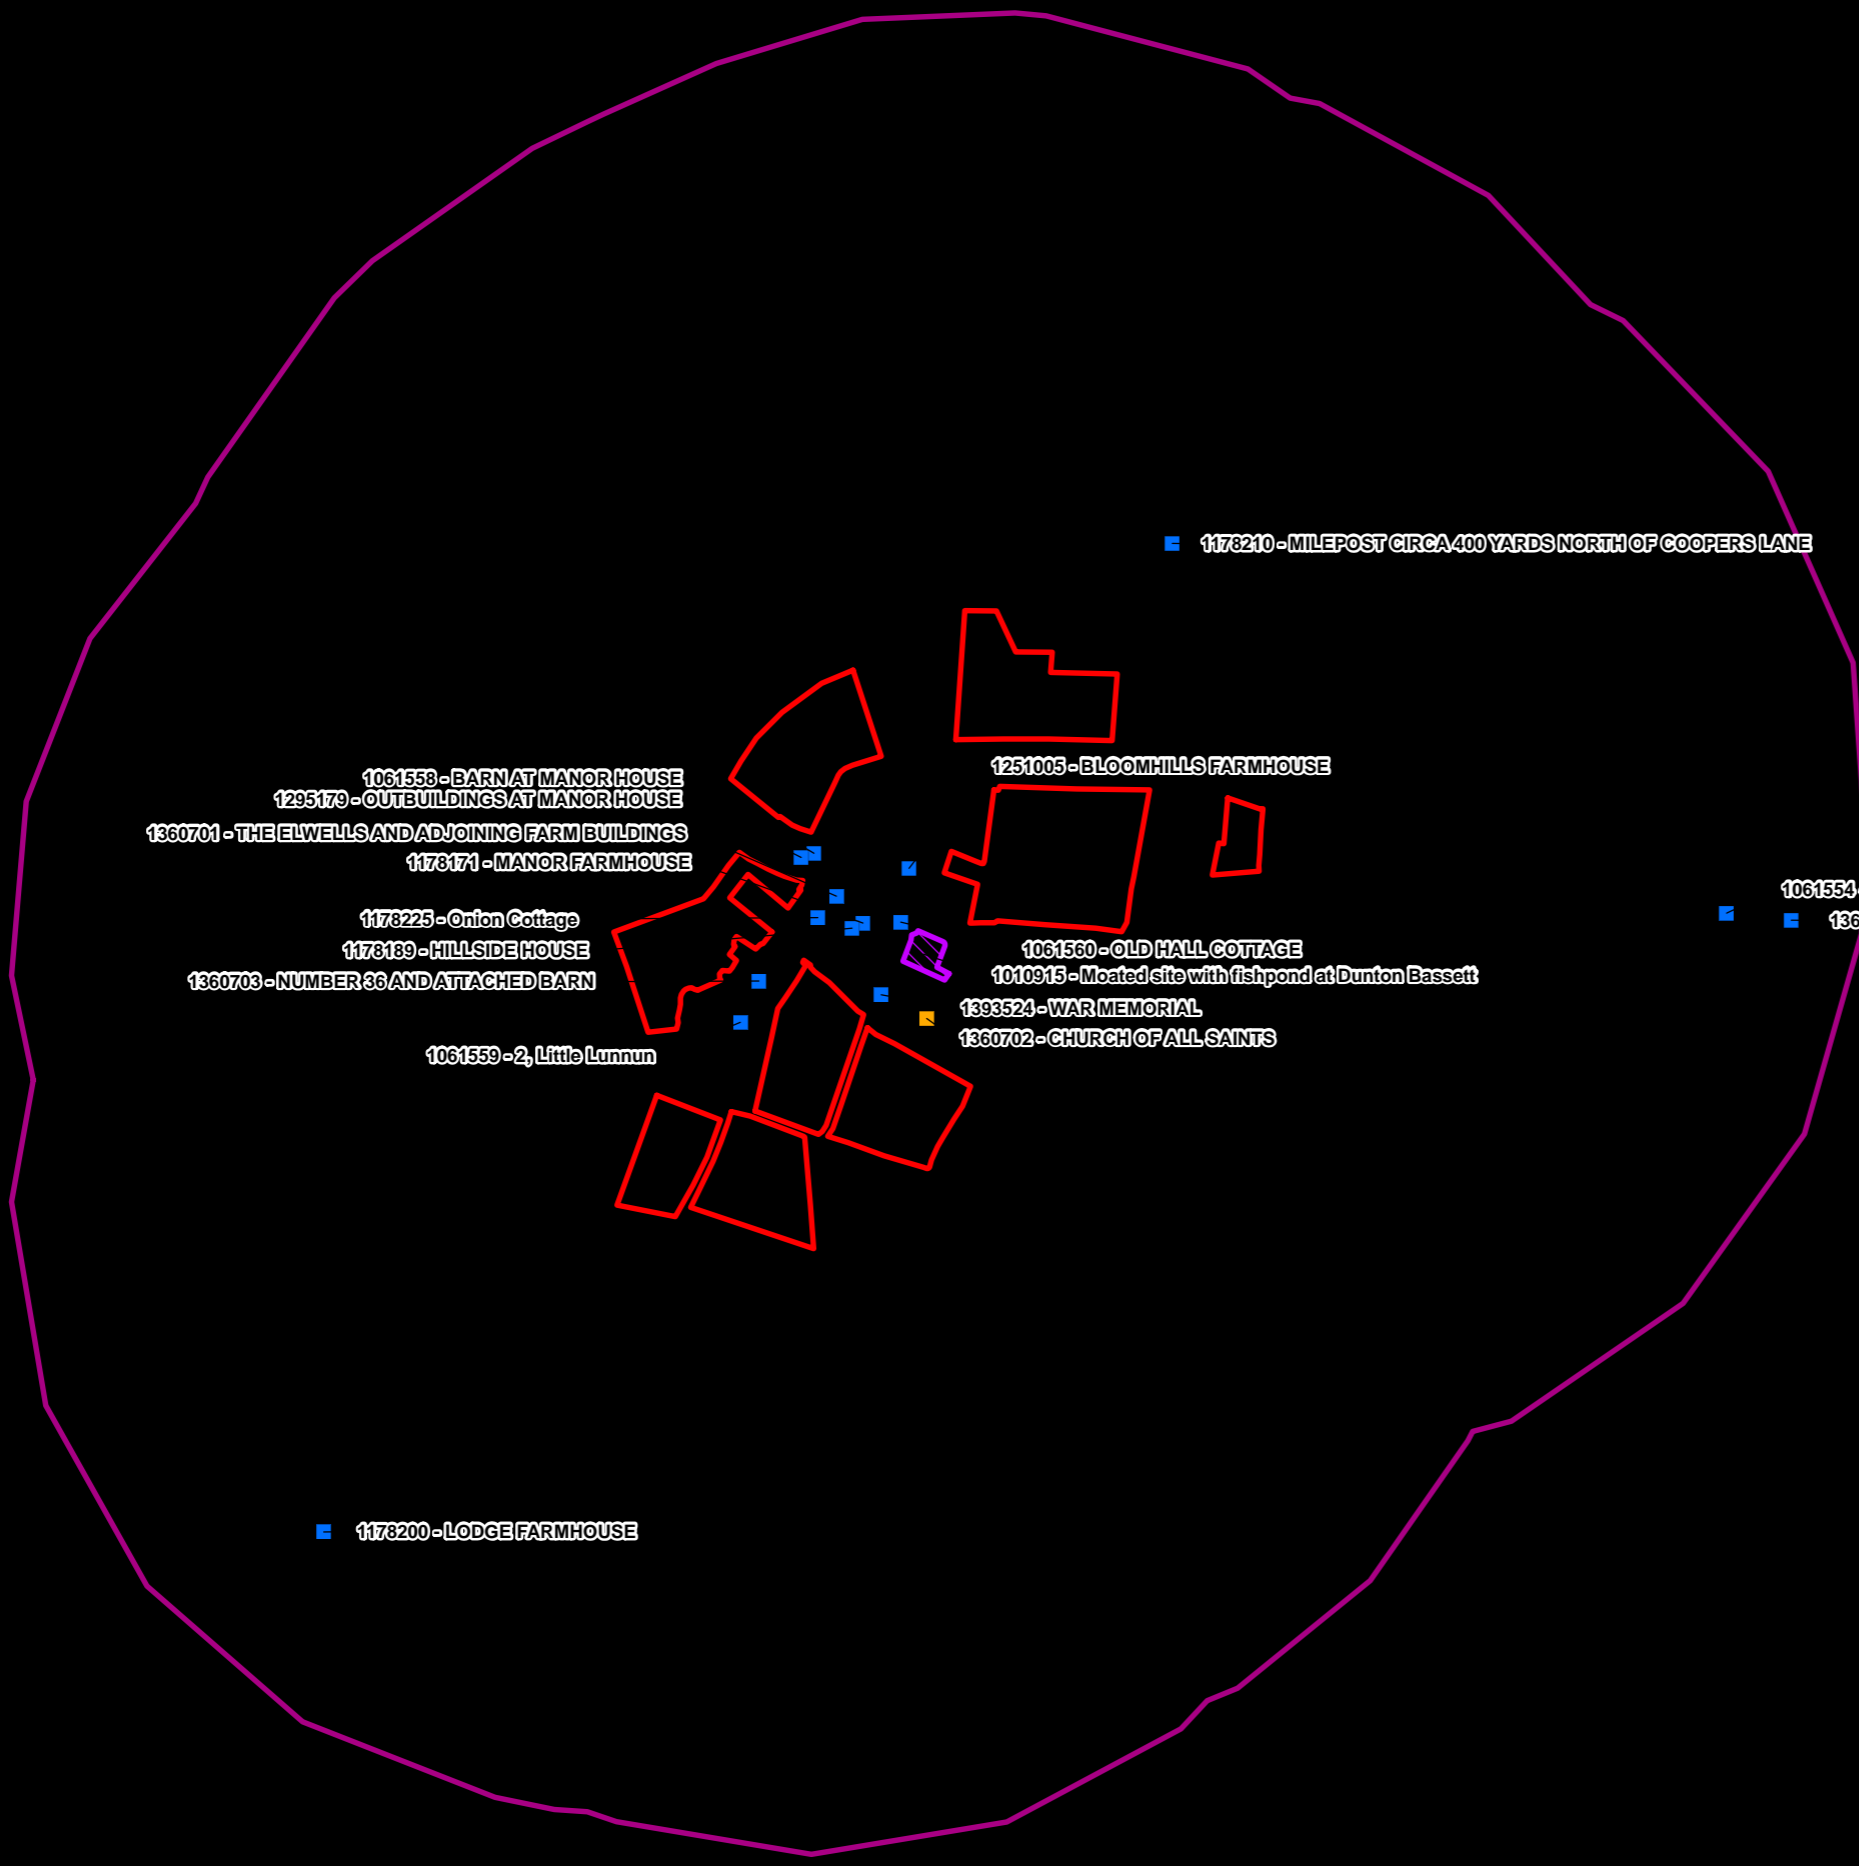 1178210 - MILEPOST CIRCA 400 YARDS NORTH OF COOPERS LANE
1251005 - BLOOMHILLS FARMHOUSE
1061558 - BARN AT MANOR HOUSE
1295179 - OUTBUILDINGS AT MANOR HOUSE
1360701 - THE ELWELLS AND ADJOINING FARM BUILDINGS
1178171 - MANOR FARMHOUSE
1061554 -
1178225 - Onion Cottage
136
1178189 - HILLSIDE HOUSE
1061560 - OLD HALL COTTAGE
1010915 - Moated site with fishpond at Dunton Bassett
1360703 - NUMBER 36 AND ATTACHED BARN
1393524 - WAR MEMORIAL
1360702 - CHURCH OF ALL SAINTS
1061559 - 2, Little Lunnun
1178200 - LODGE FARMHOUSE